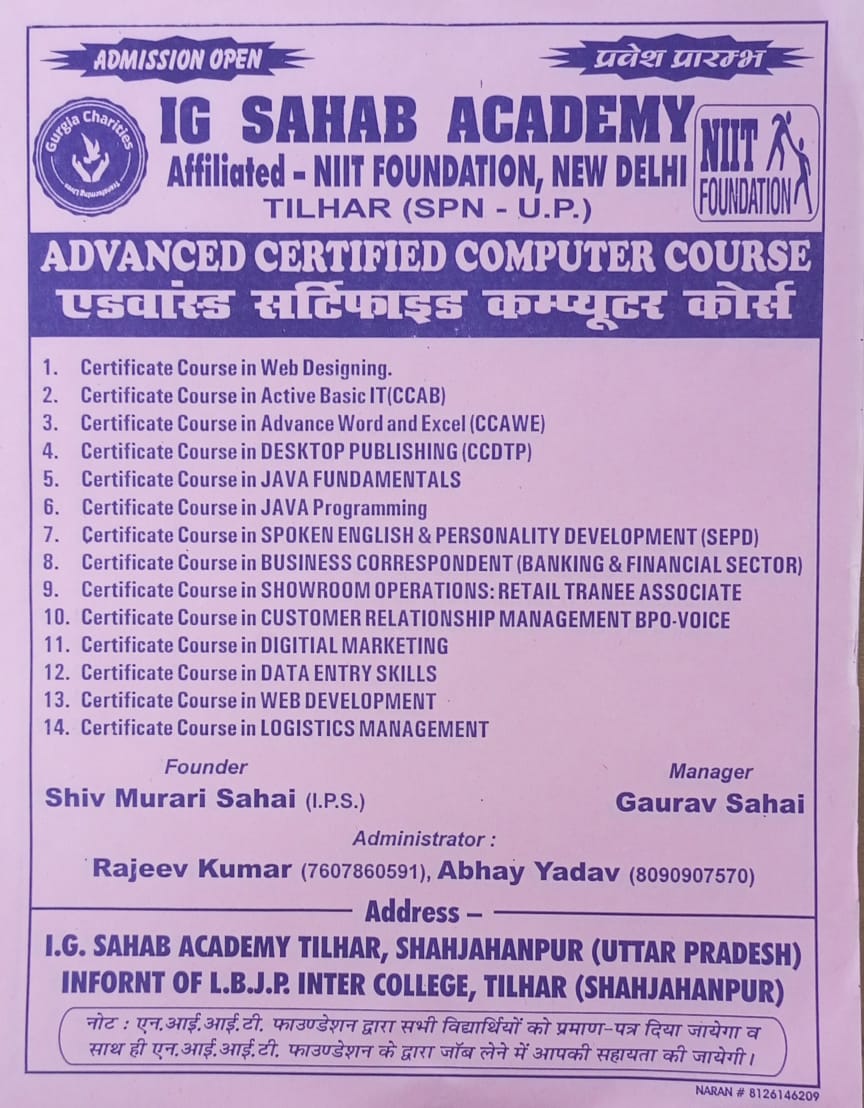 ADMISSION OPEN
प्रवेश प्रारम्भ
Gurgia Charities
Transforming Lives
IG SAHAB ACADEMY
Affiliated - NIIT FOUNDATION, NEW DELHI
TILHAR (SPN - U.P.)
NIIT
FOUNDATION
ADVANCED CERTIFIED COMPUTER COURSE
एडवांस्ड सर्टिफाइड कम्प्यूटर कोर्स
1. Certificate Course in Web Designing.
2. Certificate Course in Active Basic IT(CCAB)
3. Certificate Course in Advance Word and Excel (CCAWE)
4. Certificate Course in DESKTOP PUBLISHING (CCDTP)
5. Certificate Course in JAVA FUNDAMENTALS
6. Certificate Course in JAVA Programming
7. Certificate Course in SPOKEN ENGLISH & PERSONALITY DEVELOPMENT (SEPD)
8. Certificate Course in BUSINESS CORRESPONDENT (BANKING & FINANCIAL SECTOR)
9. Certificate Course in SHOWROOM OPERATIONS: RETAIL TRANEE ASSOCIATE
10. Certificate Course in CUSTOMER RELATIONSHIP MANAGEMENT BPO-VOICE
11. Certificate Course in DIGITIAL MARKETING
12. Certificate Course in DATA ENTRY SKILLS
13. Certificate Course in WEB DEVELOPMENT
14. Certificate Course in LOGISTICS MANAGEMENT
Founder
Shiv Murari Sahai (I.P.S.)
Manager
Gaurav Sahai
Administrator :
Rajeev Kumar (7607860591), Abhay Yadav (8090907570)
Address –
I.G. SAHAB ACADEMY TILHAR, SHAHJAHANPUR (UTTAR PRADESH)
INFORNT OF L.B.J.P. INTER COLLEGE, TILHAR (SHAHJAHANPUR)
नोट : एन.आई.आई.टी. फाउण्डेशन द्वारा सभी विद्यार्थियों को प्रमाण-पत्र दिया जायेगा व
साथ ही एन.आई.आई.टी. फाउण्डेशन के द्वारा जॉब लेने में आपकी सहायता की जायेगी।
NARAN # 8126146209